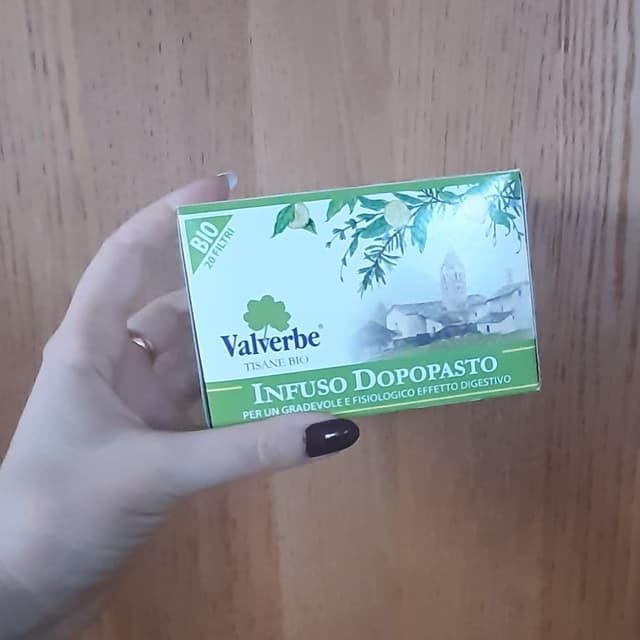 BIO
20 FILTRI
Valverbe®
TISANE BIO
INFUSO DOPOPASTO
PER UN GRADEVOLE E FISIOLOGICO EFFETTO DIGESTIVO